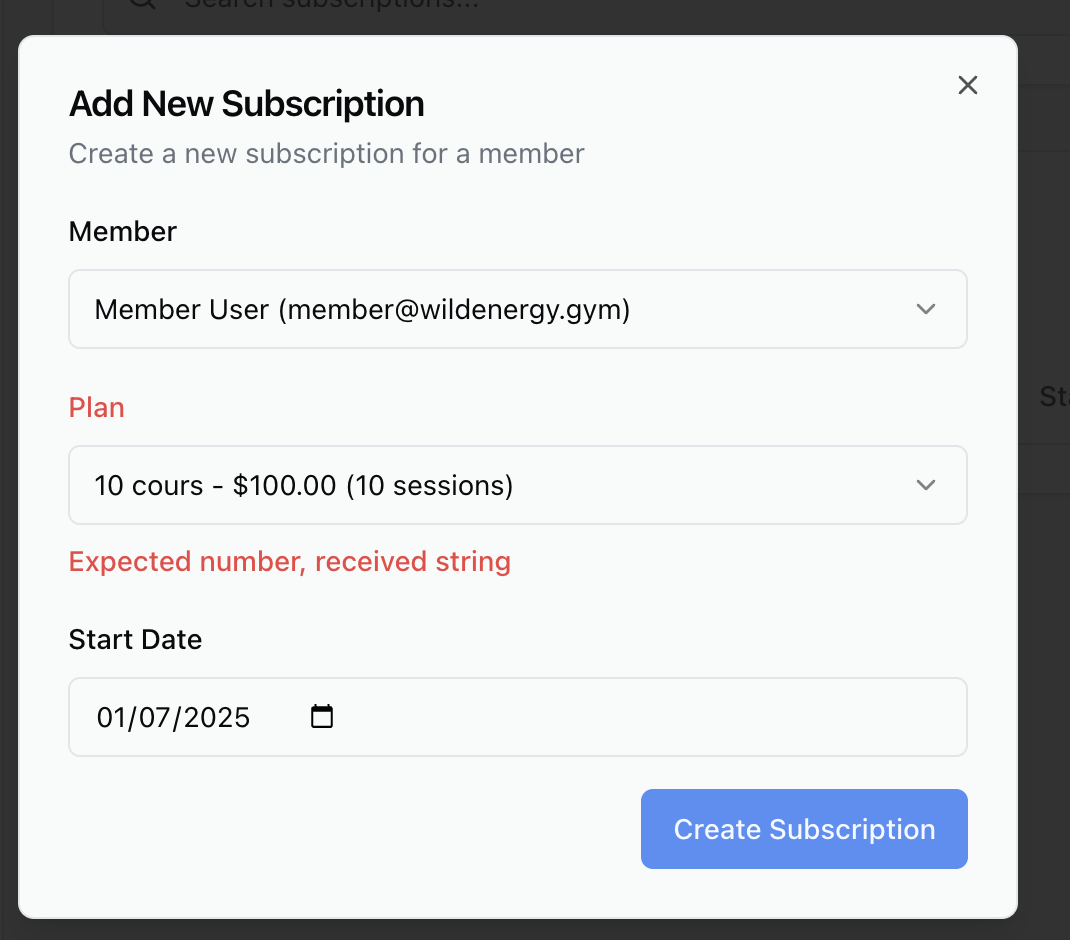 Search subscriptions...
Add New Subscription
Create a new subscription for a member
Member
Member User (member@wildenergy.gym)
Plan
10 cours - $100.00 (10 sessions)
Expected number, received string
Start Date
01/07/2025
Create Subscription